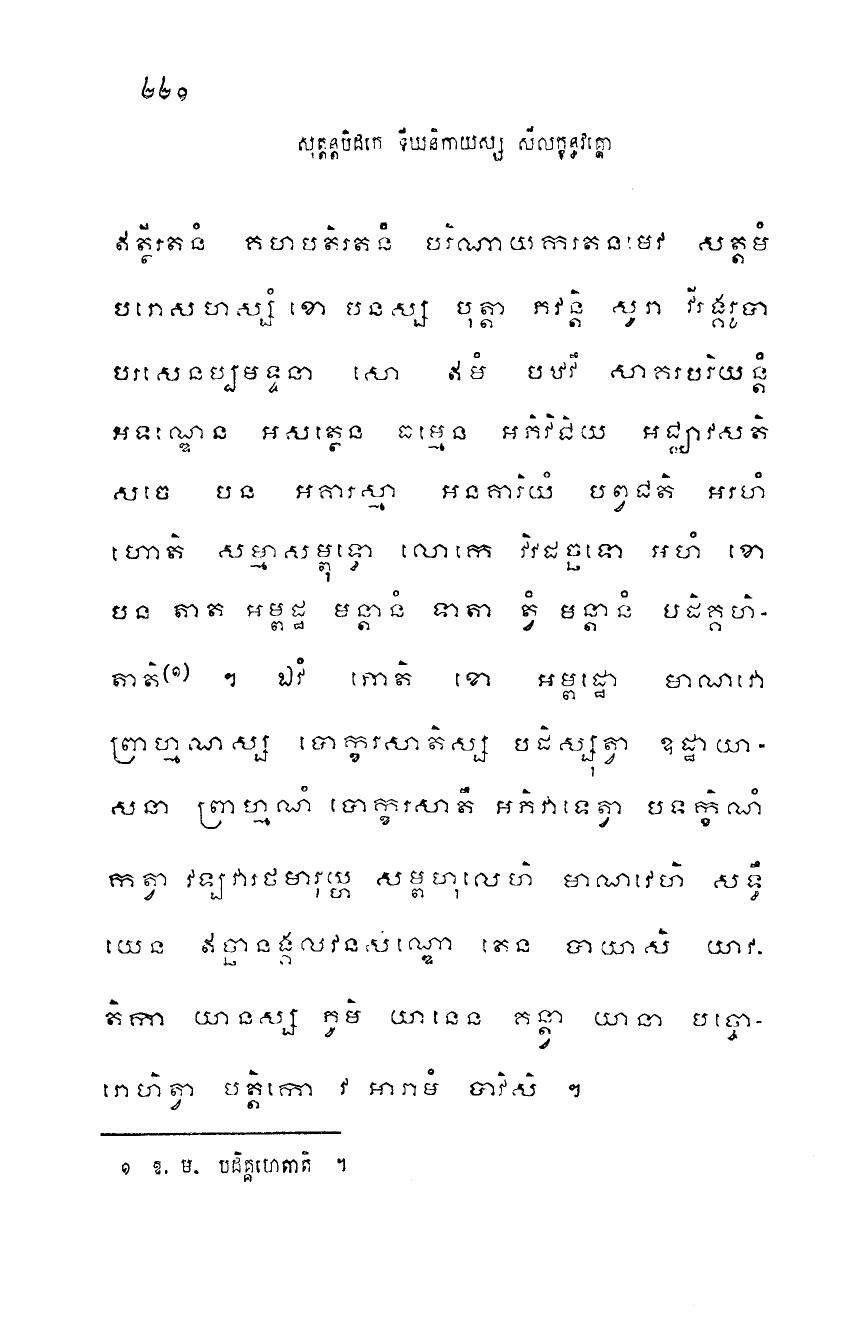 ២២១
សុត្តន្តបិដកេ ទីឃនិកាយស្ស សីលក្ខន្ធវគ្គោ
ឥត្ថីរតនំ គហបតិរតនំ បរិណាយករតនមេវ សត្តមំ
បរោសហស្សំ ខោ បនស្ស បុត្តា ភវន្តិ សូរា វីរង្គរូបា
បរសេនប្បមទ្ទនា សោ ឥមំ បឋវឹ សាគរបរិយន្តំ
អទណ្ឌេន អសត្ថេន ធម្មេន អភិវិជិយ អជ្ឈាវសតិ
សចេ បន អគារស្មា អនគារិយំ បព្វជតិ អរហំ
ហោតិ សម្មាសម្ពុទ្ធោ លោកេ វិវដច្ឆទោ អហំ ខោ
បន តាត អម្ពដ្ឋ មន្តានំ ទាតា ត្វំ មន្តានំ បដិគ្គហិ-
តាតិ(១) ។ ឯវំ ភោតិ ខោ អម្ពដ្ឋោ មាណវោ
ព្រាហ្មណស្ស បោក្ខរសាតិស្ស បដិស្សុត្វា ឧដ្ឋាយា-
សនា ព្រាហ្មណំ បោក្ខរសាតឹ អភិវាទេត្វា បទក្ខិណំ
កត្វា វឡវារថមារុយ្ហ សម្ពហុលេហិ មាណវេហិ សទ្ធឹ
យេន ឥច្ឆានង្គលវនសណ្ឌោ តេន បាយាសិ យាវ-
តិកា យានស្ស ភូមិ យានេន គន្ត្វា យានា បច្ចោ-
រោហិត្វា បត្តិកោ វ អារាមំ បាវិសិ ។
១ ឱ. ម. បដិគ្គហេតាតិ ។